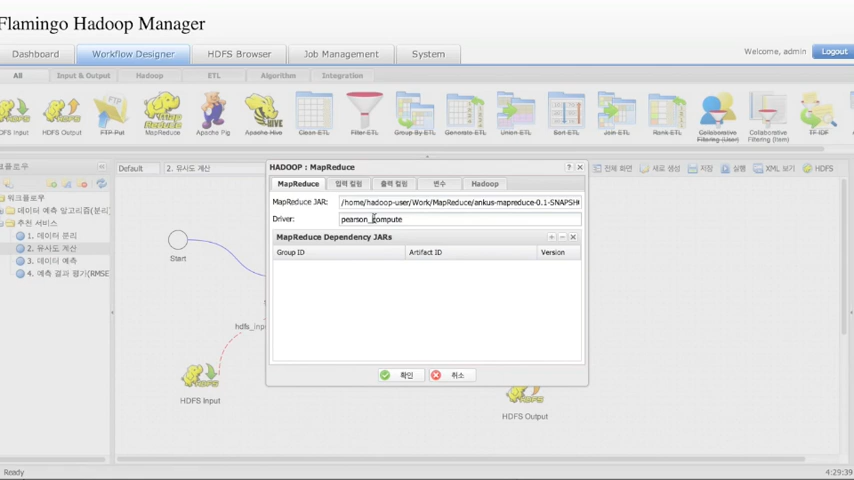 Flamingo Hadoop Manager
Dashboard Workflow Designer HDFS Browser Job Management System
Welcome, admin Logout
All Input & Output Hadoop ETL Algorithm Integration
HDFS Output FTP Put MapReduce Apache Pig Apache Hive Clean ETL Filter ETL Group By ETL Generate ETL Union ETL Sort ETL Join ETL Rank ETL Collaborative Filtering (User) Collaborative Filtering (Item) TF IDF
Default 2. 유사도 계산
전체 화면 새로 생성 저장 실행 XML 보기 HDFS
워크플로우
데이터 예측 알고리즘(분리
추천 서비스
1. 데이터 분리
2. 유사도 계산
3. 데이터 예측
4. 예측 결과 평가(RMSE
HADOOP : MapReduce
MapReduce 입력 컬럼 출력 컬럼 변수 Hadoop
MapReduce JAR: /home/hadoop-user/Work/MapReduce/ankus-mapreduce-0.1-SNAPSH
Driver: pearson_compute
MapReduce Dependency JARs
Group ID Artifact ID Version
확인 취소
Start
hdfs_inpu
HDFS Input
HDFS Output
Ready 4:29:39